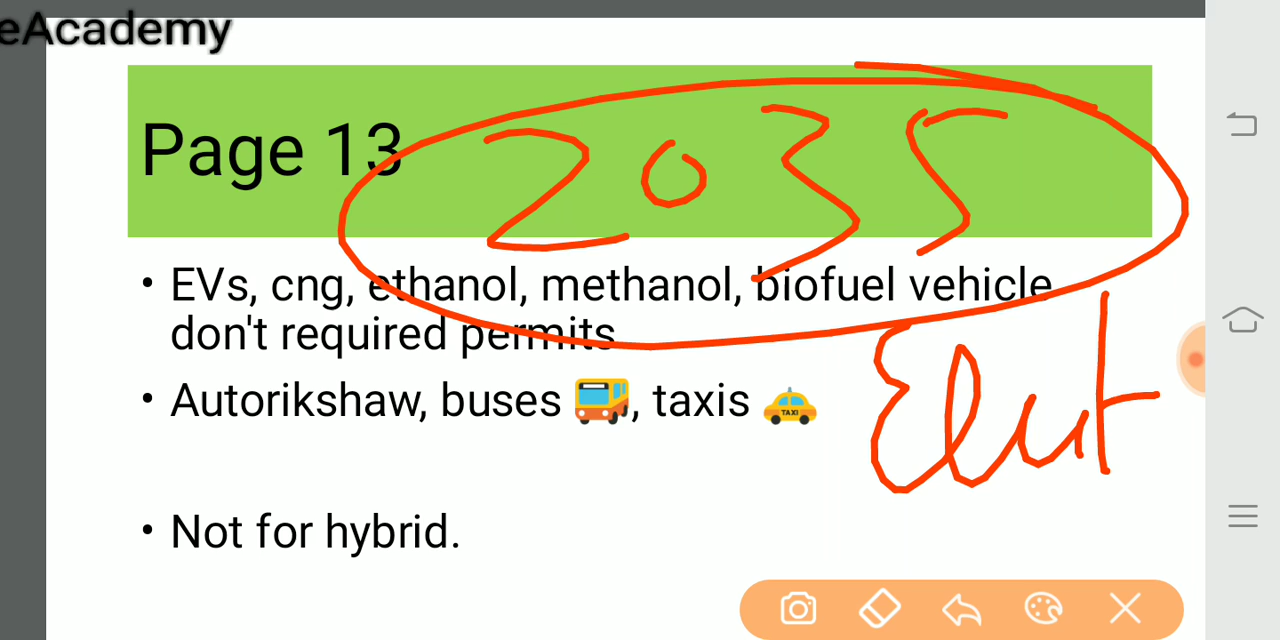 eAcademy
Page 13
2035
• EVs, cng, ethanol, methanol, biofuel vehicle
don't required permits
• Autorikshaw, buses 🚌, taxis 🚕
TAXI
• Not for hybrid.